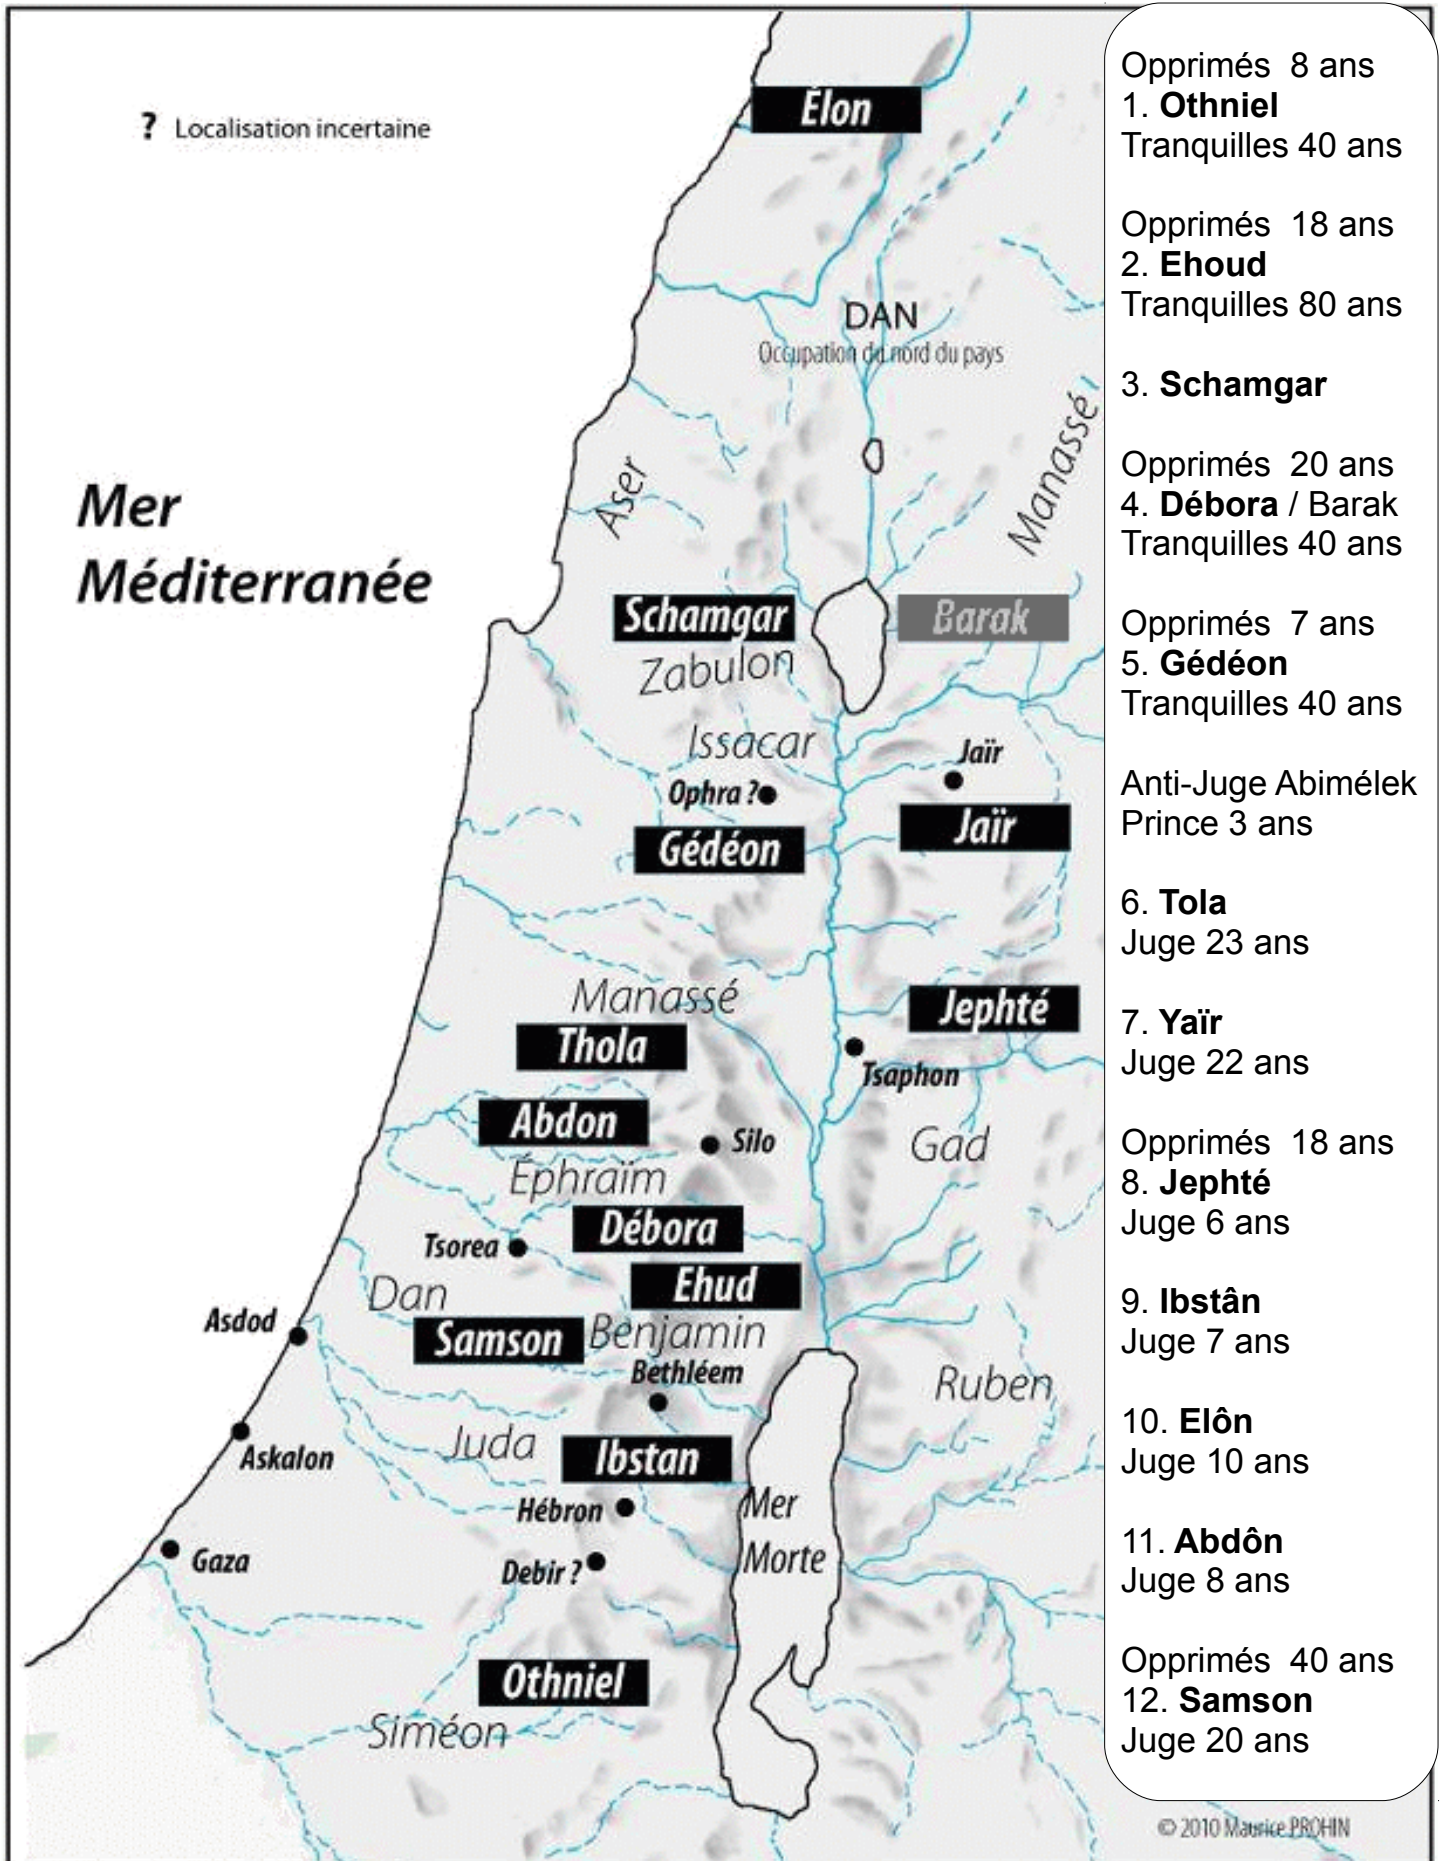 ? Localisation incertaine
Élon
DAN
Occupation du nord du pays
Manassé
Aser
Mer
Méditerranée
Schamgar
Barak
Zabulon
Issacar
Jaïr
Ophra ?
Gédéon
Jaïr
Manassé
Thola
Jephté
Tsaphon
Abdon
Silo
Gad
Éphraïm
Débora
Tsorea
Ehud
Dan
Asdod
Samson
Benjamin
Bethléem
Ruben
Juda
Askalon
Ibstan
Mer
Morte
Hébron
Gaza
Debir ?
Othniel
Siméon
Opprimés 8 ans
1. Othniel
Tranquilles 40 ans
Opprimés 18 ans
2. Ehoud
Tranquilles 80 ans
3. Schamgar
Opprimés 20 ans
4. Débora / Barak
Tranquilles 40 ans
Opprimés 7 ans
5. Gédéon
Tranquilles 40 ans
Anti-Juge Abimélek
Prince 3 ans
6. Tola
Juge 23 ans
7. Yaïr
Juge 22 ans
Opprimés 18 ans
8. Jephté
Juge 6 ans
9. Ibstân
Juge 7 ans
10. Elôn
Juge 10 ans
11. Abdôn
Juge 8 ans
Opprimés 40 ans
12. Samson
Juge 20 ans
© 2010 Maurice PROHIN